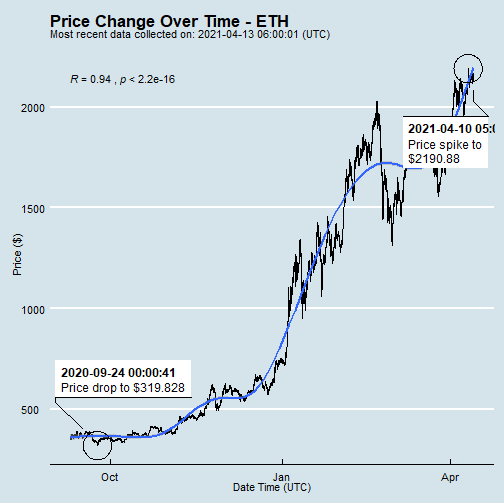 Price Change Over Time - ETH
Most recent data collected on: 2021-04-13 06:00:01 (UTC)
R = 0.94 , p < 2.2e-16
2000
2021-04-10 05:0
Price spike to
$2190.88
1500
Price ($)
1000
2020-09-24 00:00:41
Price drop to $319.828
500
Oct
Jan
Apr
Date Time (UTC)